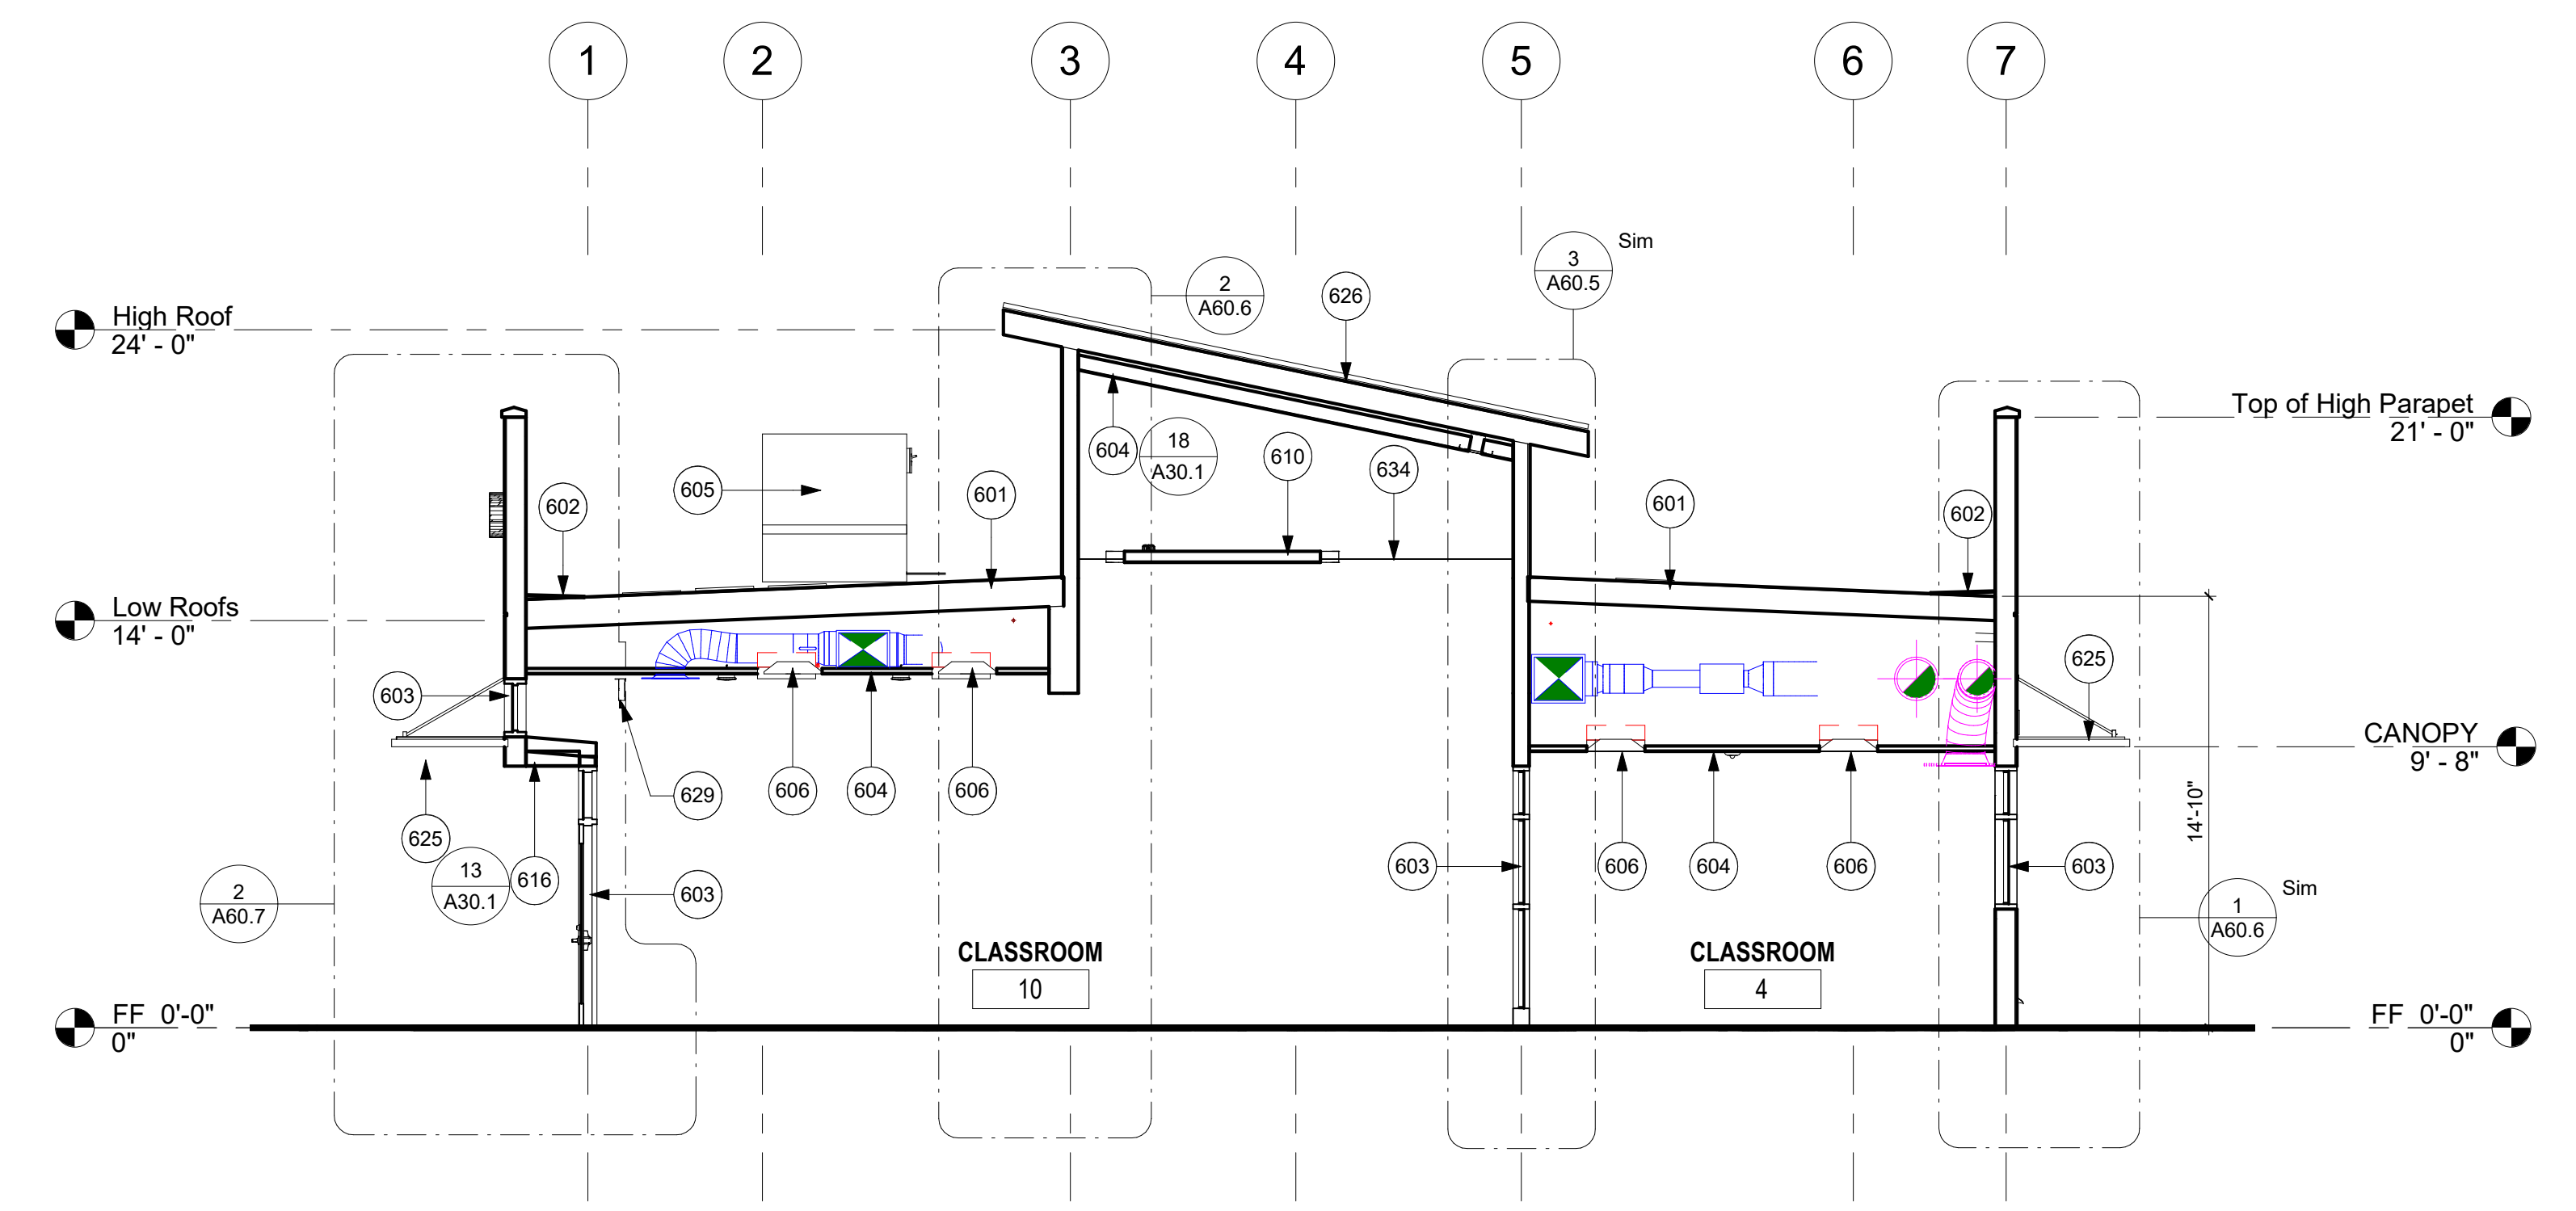 1 2 3 4 5 6 7
Sim
3
A60.5
2
A60.6
626
High Roof
24' - 0"
Top of High Parapet
21' - 0"
604
18
A30.1
610
634
605
601
602
601
602
Low Roofs
14' - 0"
603
625
CANOPY
9' - 8"
629
606
604
606
14'-10"
625
13
A30.1
616
603
603
606
604
606
603
2
A60.7
Sim
1
A60.6
CLASSROOM
10
CLASSROOM
4
FF 0'-0"
0"
FF 0'-0"
0"